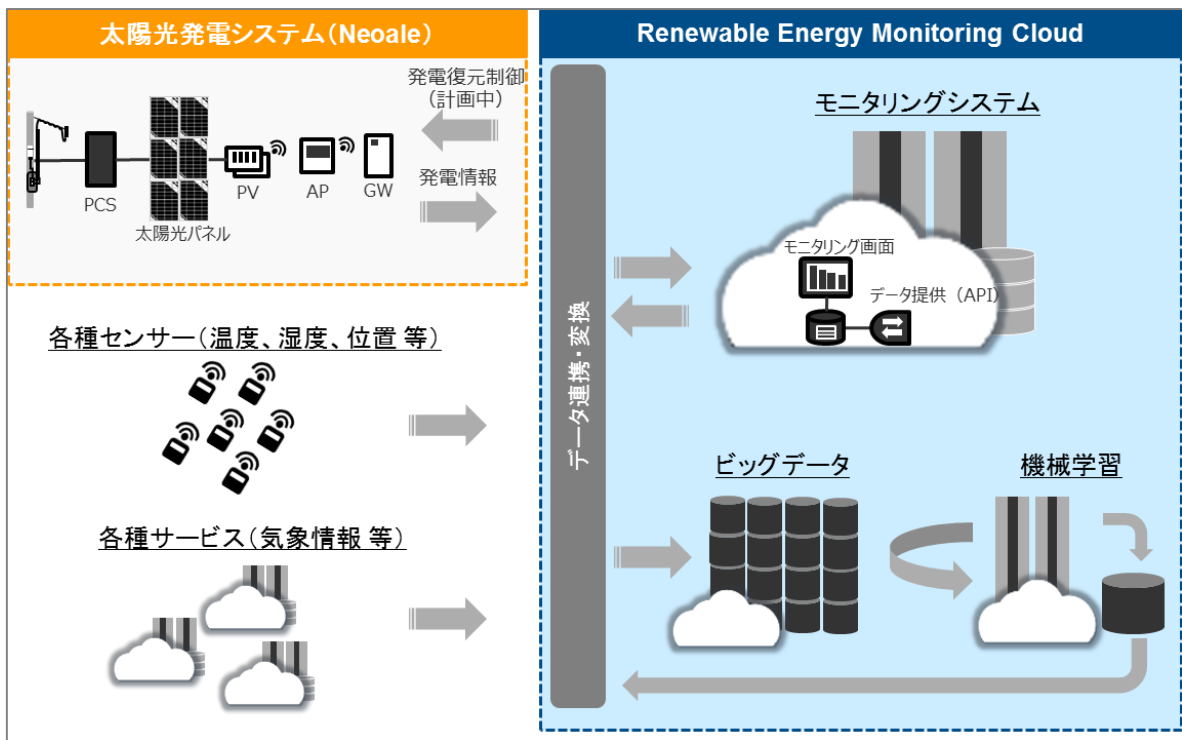 太陽光発電システム（Neoale）
発電復元制御
（計画中）
発電情報
PCS
太陽光パネル
PV
AP
GW
各種センサー（温度、湿度、位置 等）
各種サービス（気象情報 等）
Renewable Energy Monitoring Cloud
データ連携・変換
モニタリングシステム
モニタリング画面
データ提供（API）
ビッグデータ
機械学習